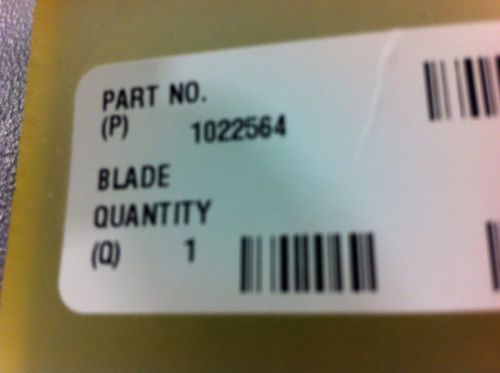 PART NO.
(P) 1022564
BLADE
QUANTITY
(Q) 1